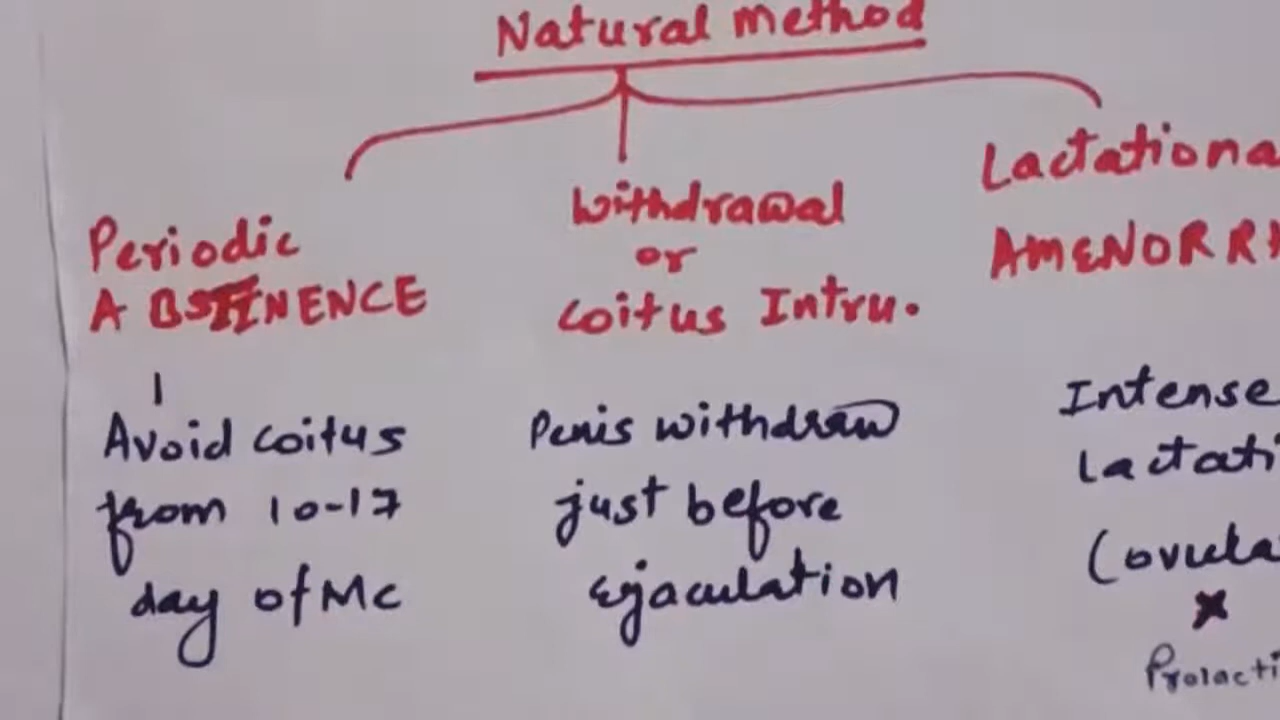 Natural method
Periodic
ABSTINENCE
Withdrawal
or
Coitus Intru.
Lactationa
AMENORRH
Avoid coitus
from 10-17
day of Mc
Penis withdraw
just before
ejaculation
Intense
Lactati
(ovula
Prolacti